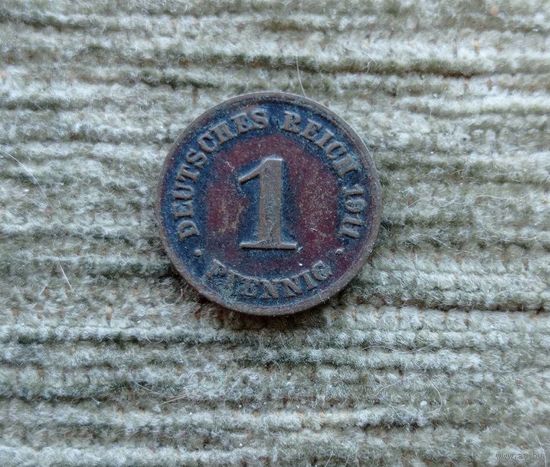 DEUTSCHES REICH 1911
1
PFENNIG